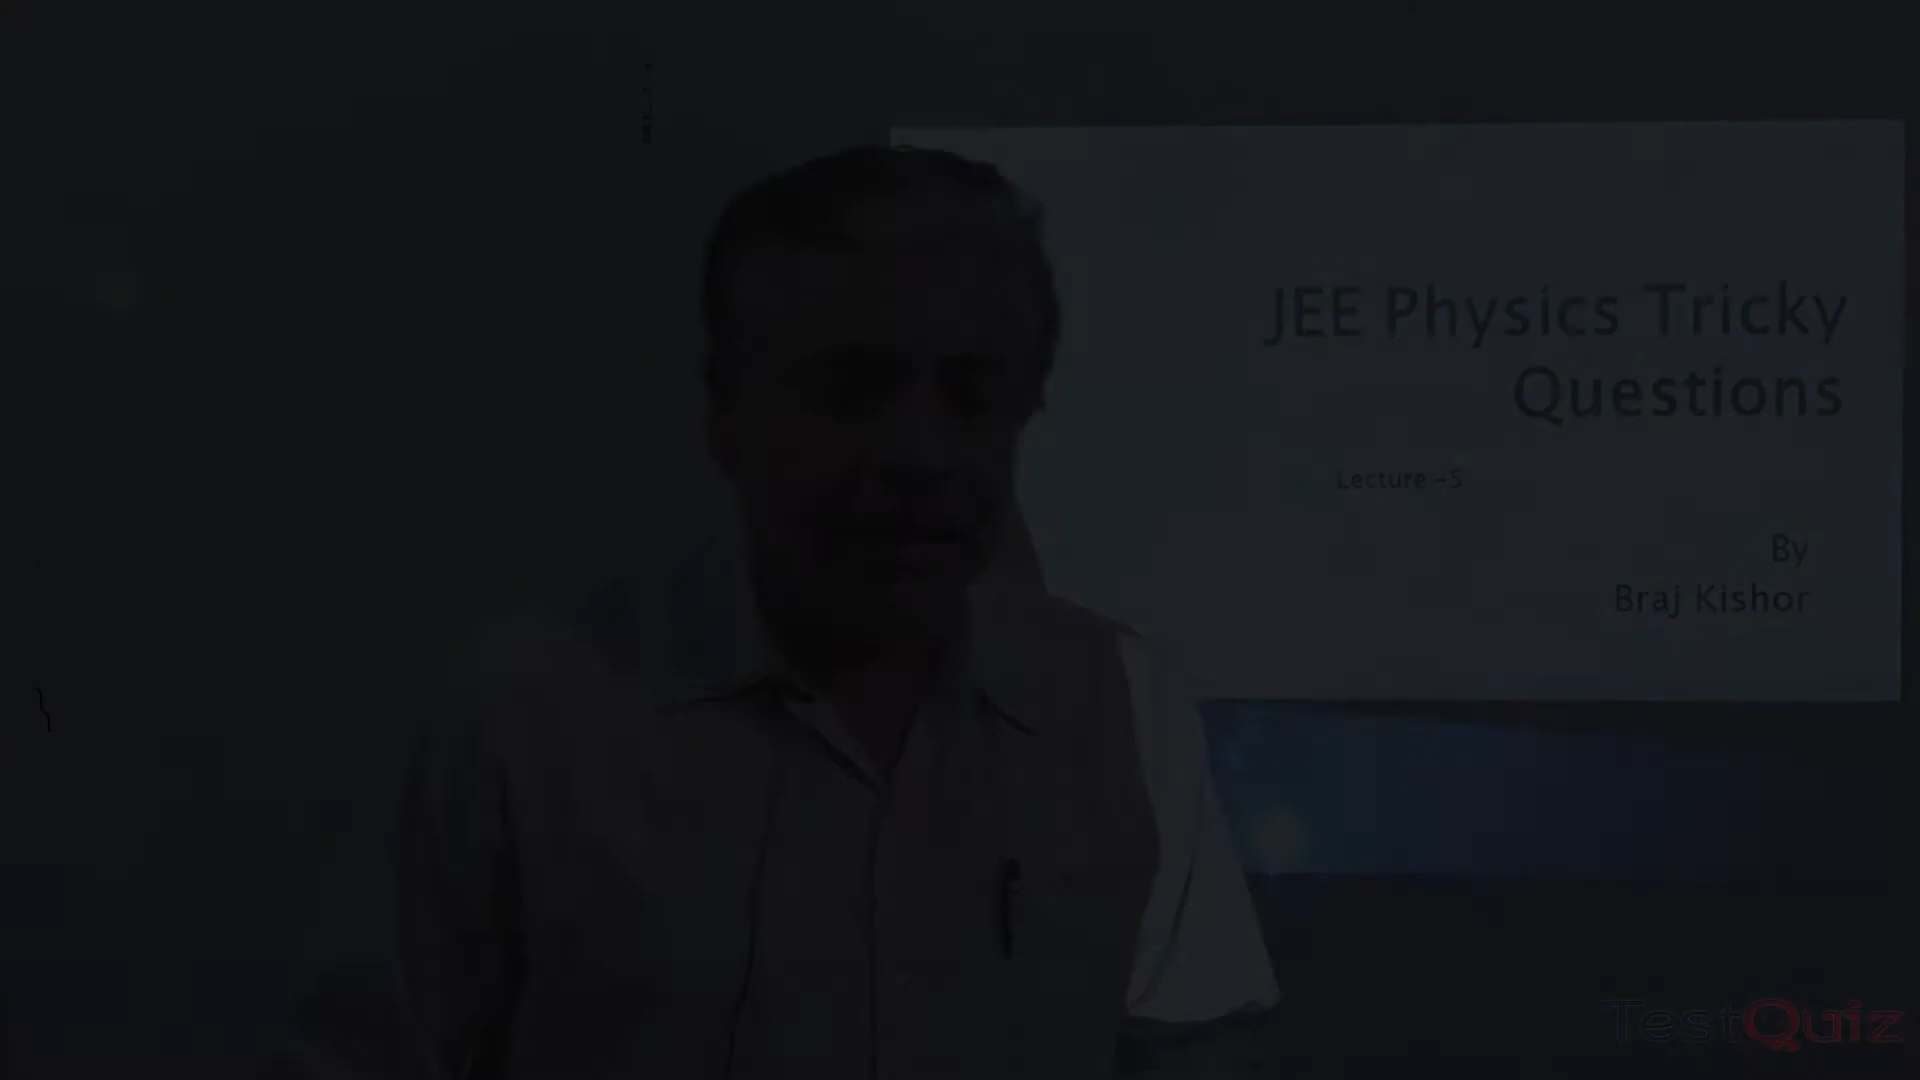 JEE Physics Tricky
Questions
Lecture -5
By
Braj Kishor
TestQuiz